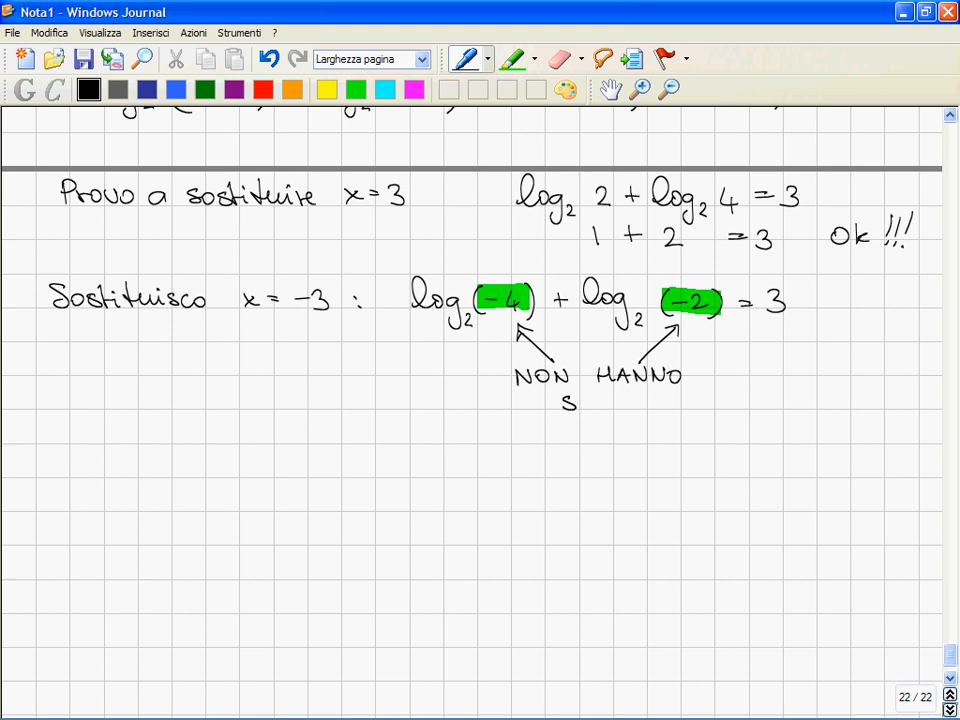 Nota1 - Windows Journal
File Modifica Visualizza Inserisci Azioni Strumenti ?
Larghezza pagina
G C
Provo a sostituire x=3 log₂ 2 + log₂ 4 = 3
1 + 2 = 3 Ok !!!
Sostituisco x = -3 : log₂(-4) + log₂ (-2) = 3
NON HANNO
S
22 / 22